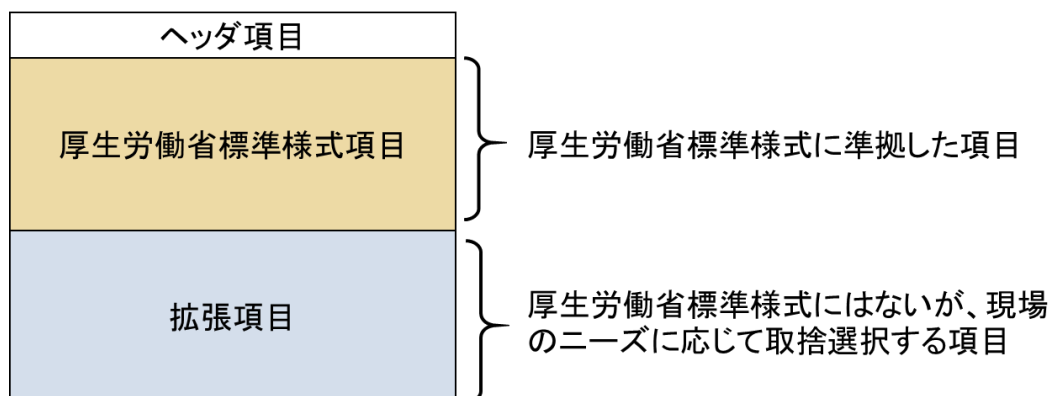 ヘッダ項目
厚生労働省標準様式項目
厚生労働省標準様式に準拠した項目
拡張項目
厚生労働省標準様式にはないが、現場
のニーズに応じて取捨選択する項目